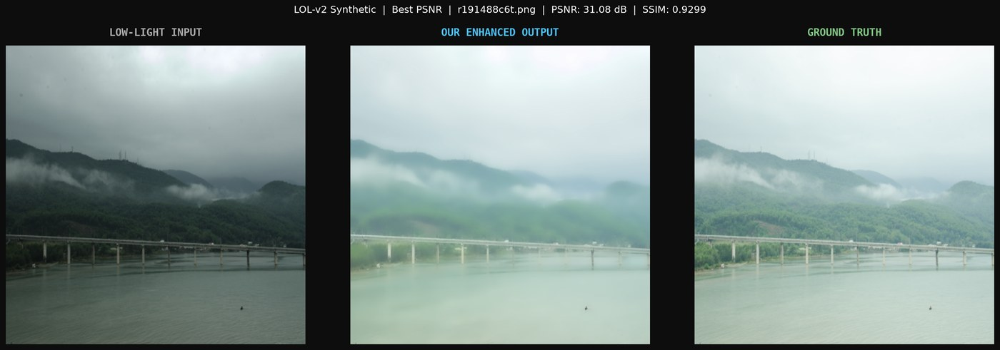 LOL-v2 Synthetic | Best PSNR | r191488c6t.png | PSNR: 31.08 dB | SSIM: 0.9299
LOW-LIGHT INPUT
OUR ENHANCED OUTPUT
GROUND TRUTH